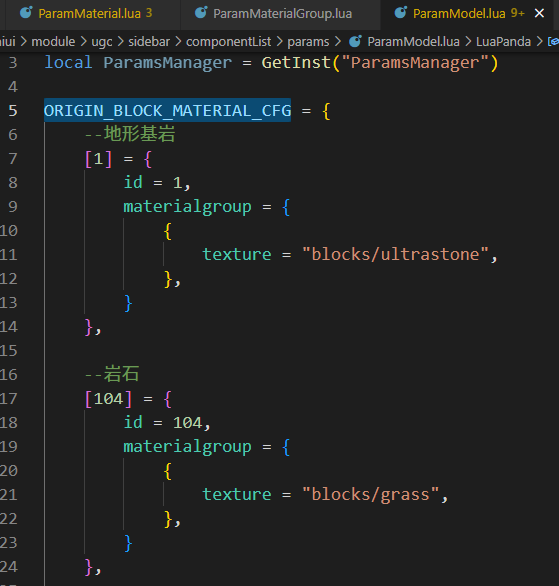 ParamMaterial.lua 3 ParamMaterialGroup.lua ParamModel.lua 9+
module > ugc > sidebar > componentList > params > ParamModel.lua > LuaPanda >
3 local ParamsManager = GetInst("ParamsManager")
4
5 ORIGIN_BLOCK_MATERIAL_CFG = {
6 --地形基岩
7 [1] = {
8 id = 1,
9 materialgroup = {
10 {
11 texture = "blocks/ultrastone",
12 },
13 }
14 },
15
16 --岩石
17 [104] = {
18 id = 104,
19 materialgroup = {
20 {
21 texture = "blocks/grass",
22 },
23 }
24 },